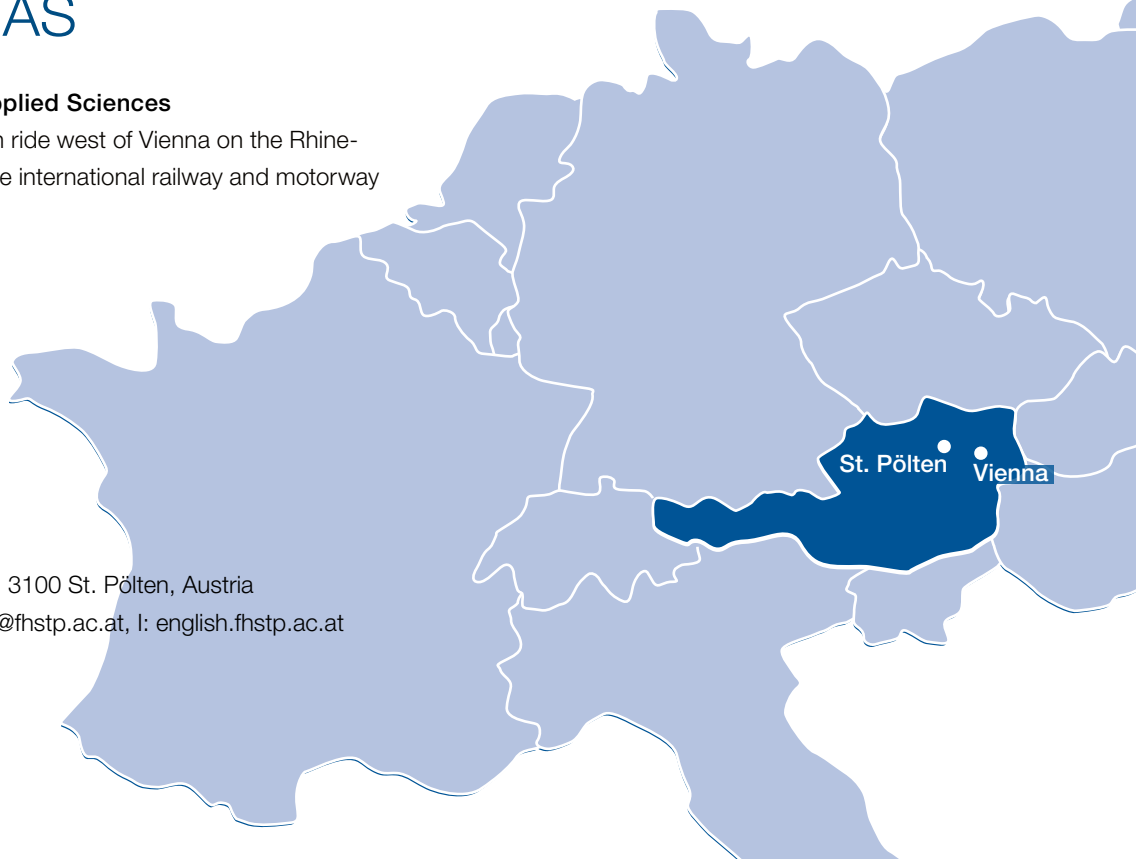 AS
plied Sciences
ride west of Vienna on the Rhine-
e international railway and motorway
St. Pölten
Vienna
3100 St. Pölten, Austria
@fhstp.ac.at, I: english.fhstp.ac.at